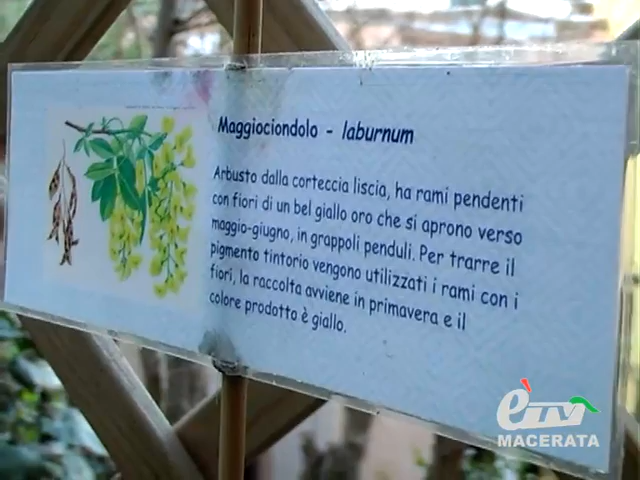 Maggiociondolo - laburnum
Arbusto dalla corteccia liscia, ha rami pendenti
con fiori di un bel giallo oro che si aprono verso
maggio-giugno, in grappoli penduli. Per trarre il
pigmento tintorio vengono utilizzati i rami con i
fiori, la raccolta avviene in primavera e il
colore prodotto è giallo.
èTV
MACERATA